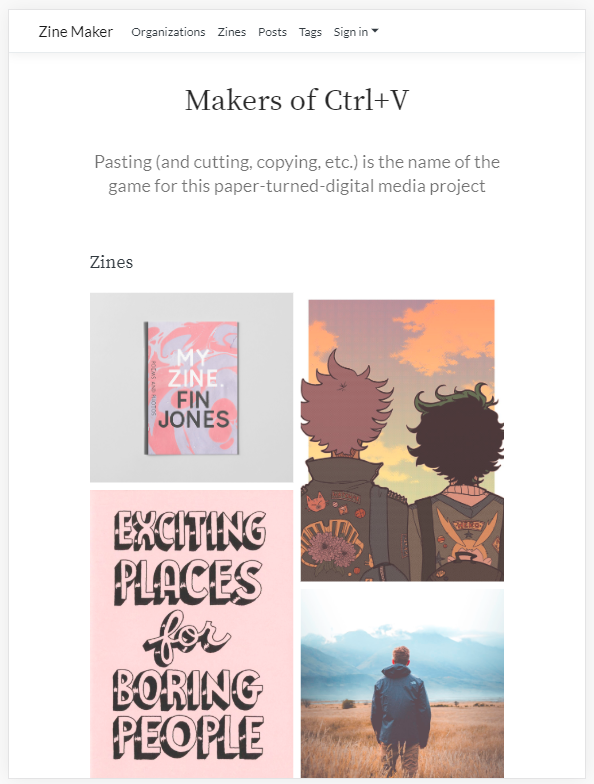 Zine Maker Organizations Zines Posts Tags Sign in
Makers of Ctrl+V
Pasting (and cutting, copying, etc.) is the name of the
game for this paper-turned-digital media project
Zines
MY
ZINE.
FIN
JONES
EXCITING
PLACES
for
BORING
PEOPLE